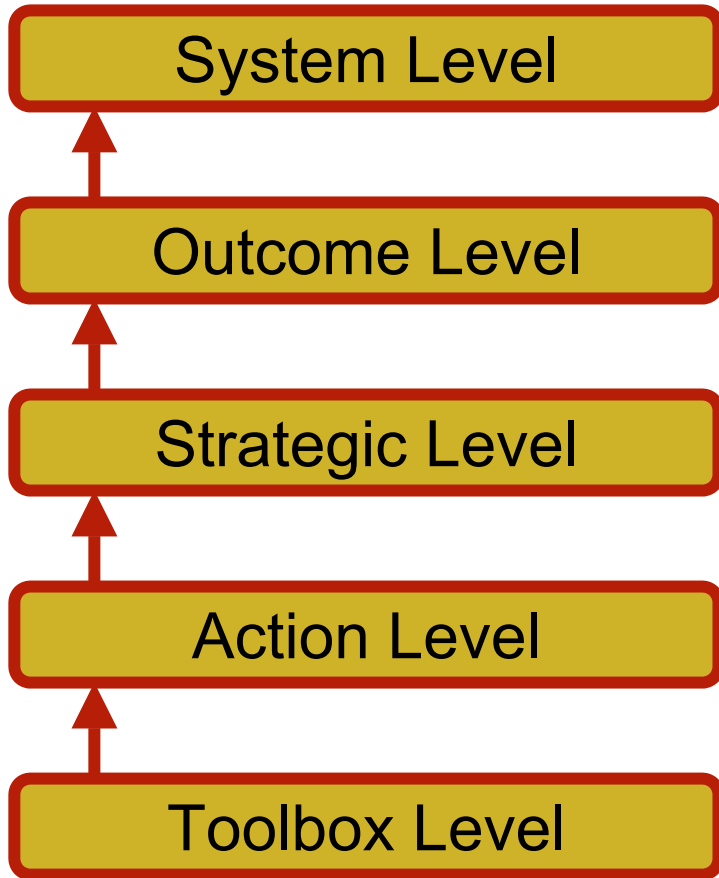 System Level
Outcome Level
Strategic Level
Action Level
Toolbox Level